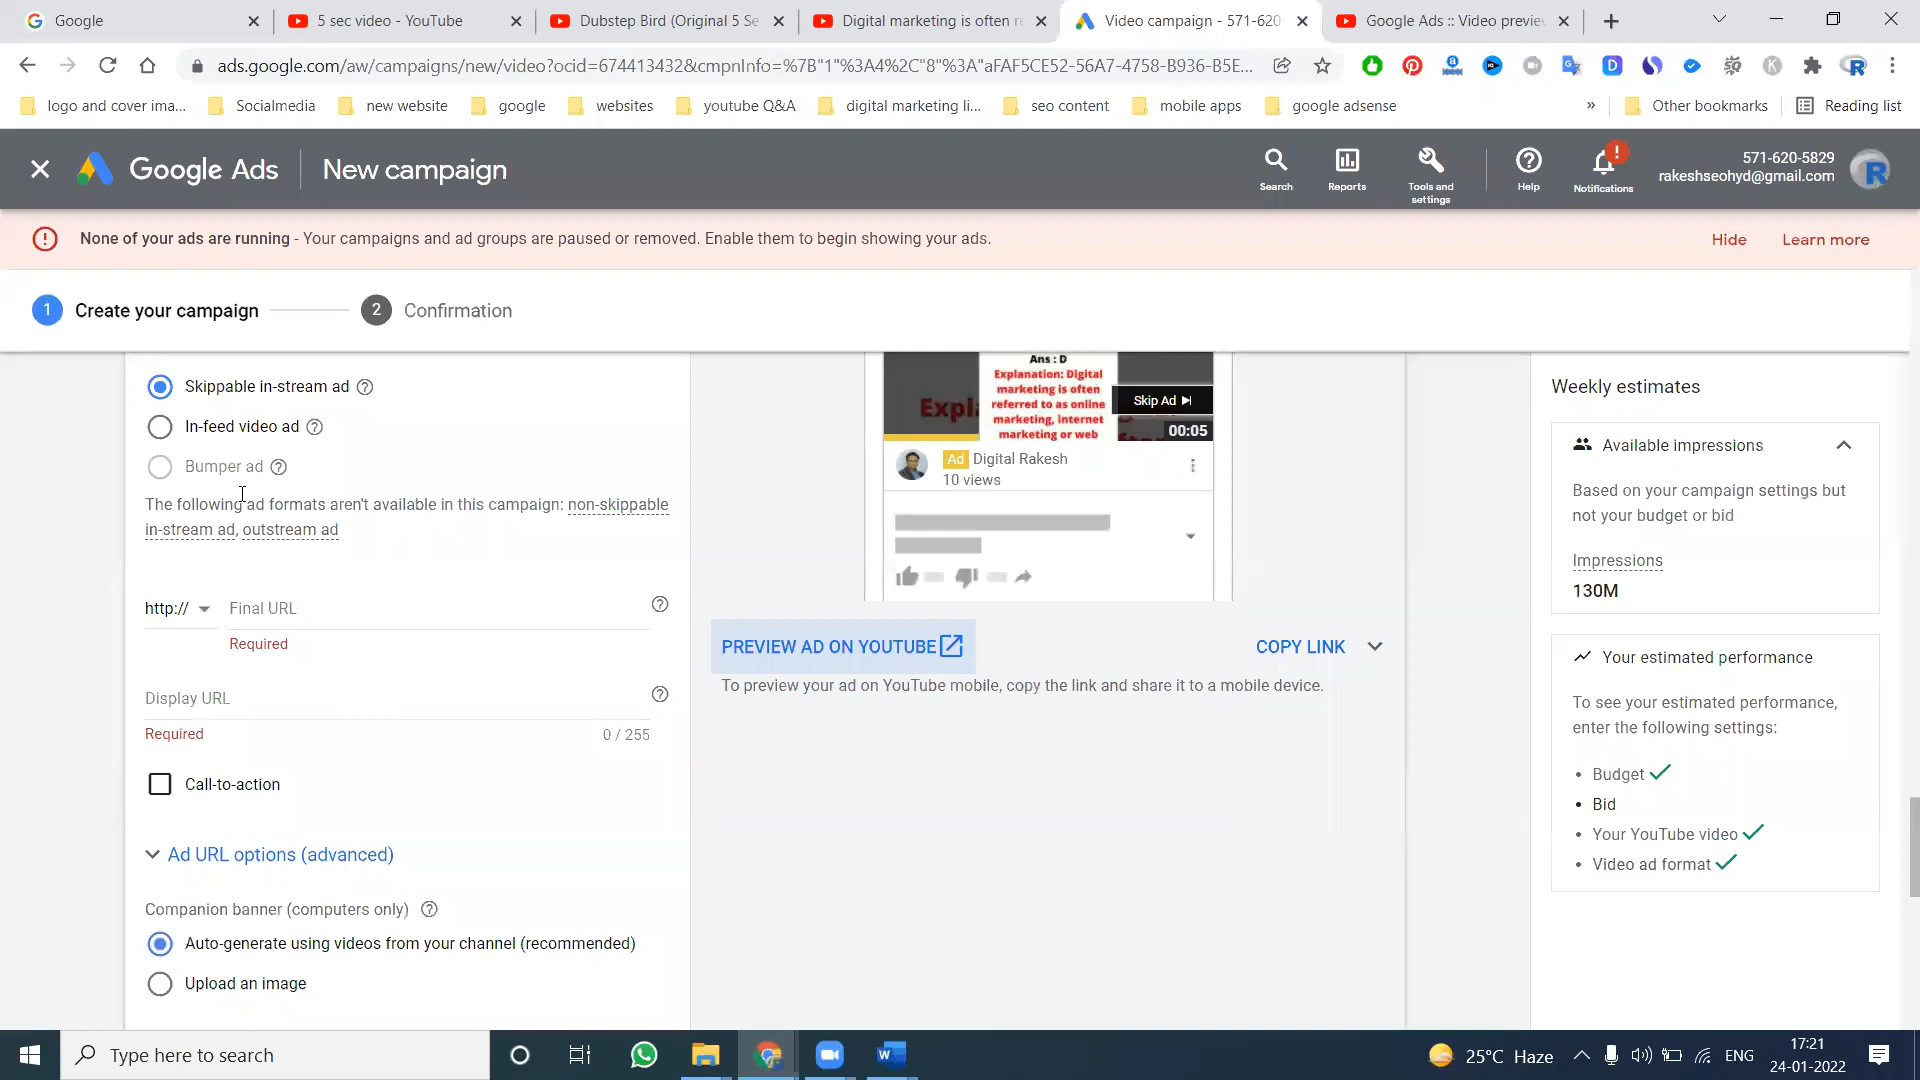 Google
5 sec video - YouTube
Dubstep Bird (Original 5 Se
Digital marketing is often re
Video campaign - 571-620
Google Ads :: Video preview
ads.google.com/aw/campaigns/new/video?ocid=674413432&cmpnInfo=%7B"1"%3A4%2C"8"%3A"aFAF5CE52-56A7-4758-B936-B5E...
logo and cover ima...
Socialmedia
new website
google
websites
youtube Q&A
digital marketing li...
seo content
mobile apps
google adsense
»
Other bookmarks
Reading list
Google Ads
New campaign
Search
Reports
Tools and settings
Help
Notifications
571-620-5829
rakeshseohyd@gmail.com
None of your ads are running - Your campaigns and ad groups are paused or removed. Enable them to begin showing your ads.
Hide
Learn more
1 Create your campaign
2 Confirmation
Skippable in-stream ad
In-feed video ad
Bumper ad
The following ad formats aren't available in this campaign: non-skippable
in-stream ad, outstream ad
http://
Final URL
Required
Display URL
Required
0 / 255
Call-to-action
Ad URL options (advanced)
Companion banner (computers only)
Auto-generate using videos from your channel (recommended)
Upload an image
Ans : D
Explanation: Digital
marketing is often
referred to as online
marketing, internet
marketing or web
Expl
Skip Ad
00:05
Ad Digital Rakesh
10 views
PREVIEW AD ON YOUTUBE
COPY LINK
To preview your ad on YouTube mobile, copy the link and share it to a mobile device.
Weekly estimates
Available impressions
Based on your campaign settings but
not your budget or bid
Impressions
130M
Your estimated performance
To see your estimated performance,
enter the following settings:
• Budget
• Bid
• Your YouTube video
• Video ad format
Type here to search
25°C Haze
ENG
17:21
24-01-2022